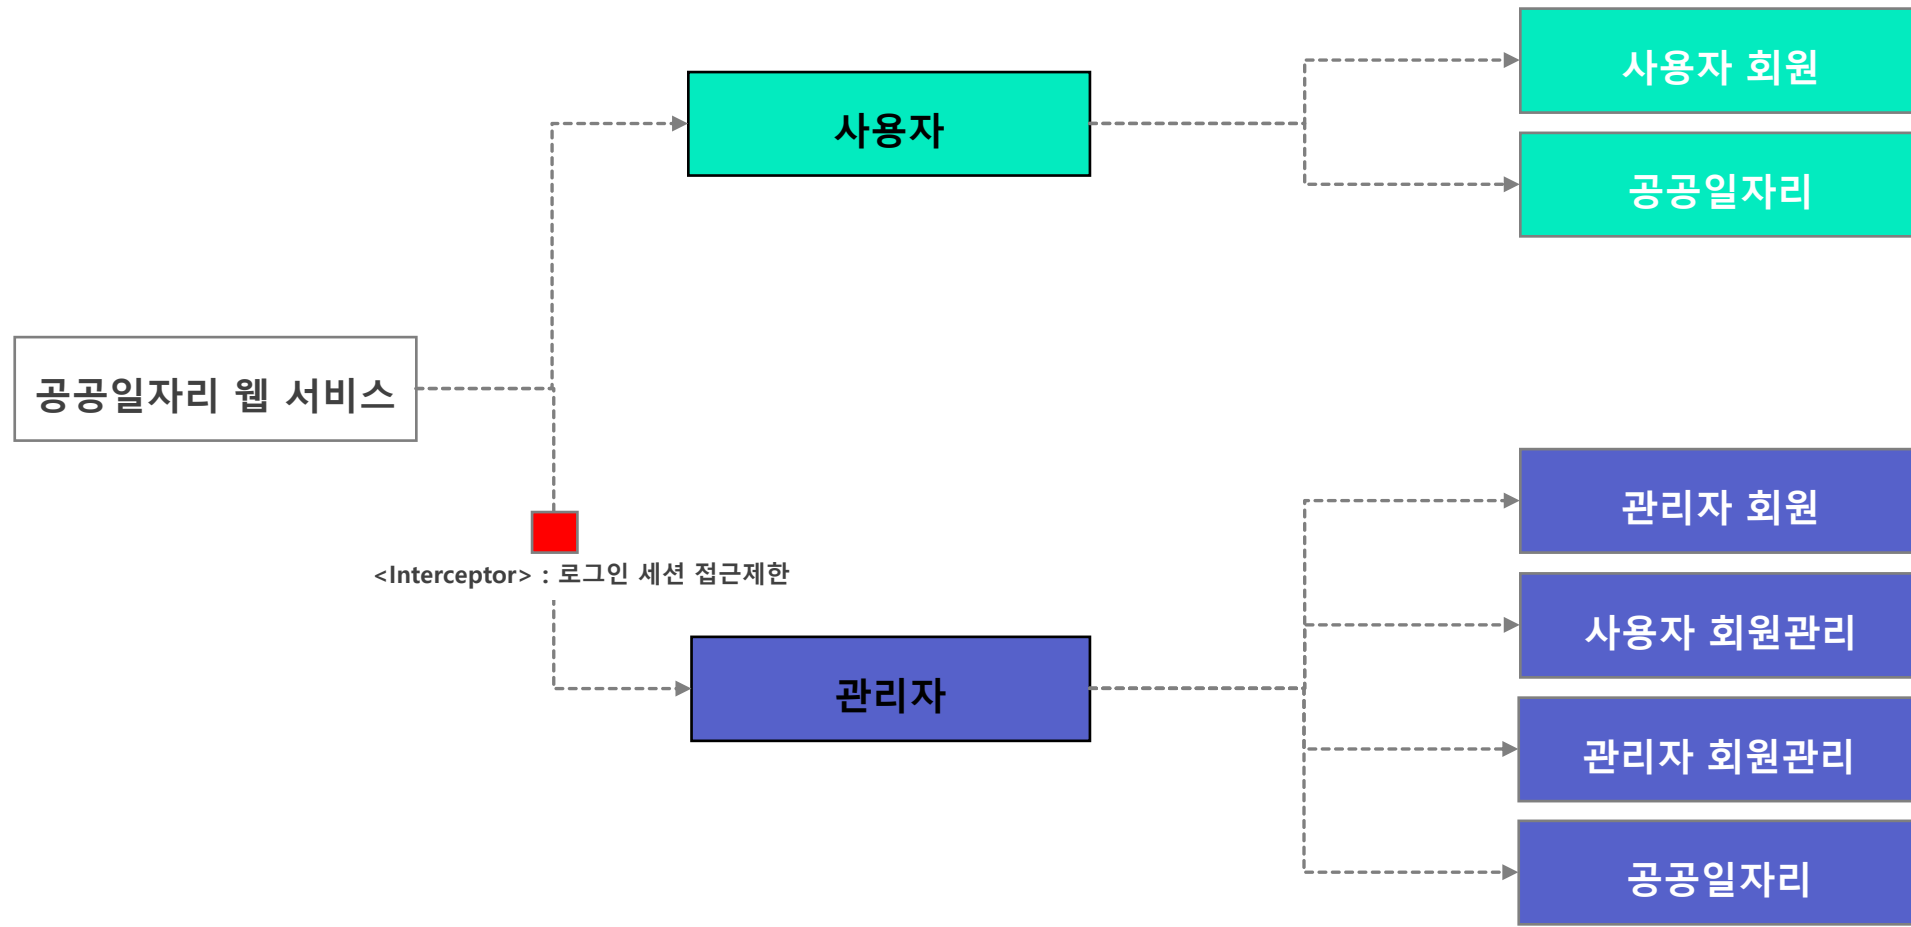 사용자 회원
사용자
공공일자리
공공일자리 웹 서비스
관리자 회원
<Interceptor> : 로그인 세션 접근제한
사용자 회원관리
관리자
관리자 회원관리
공공일자리